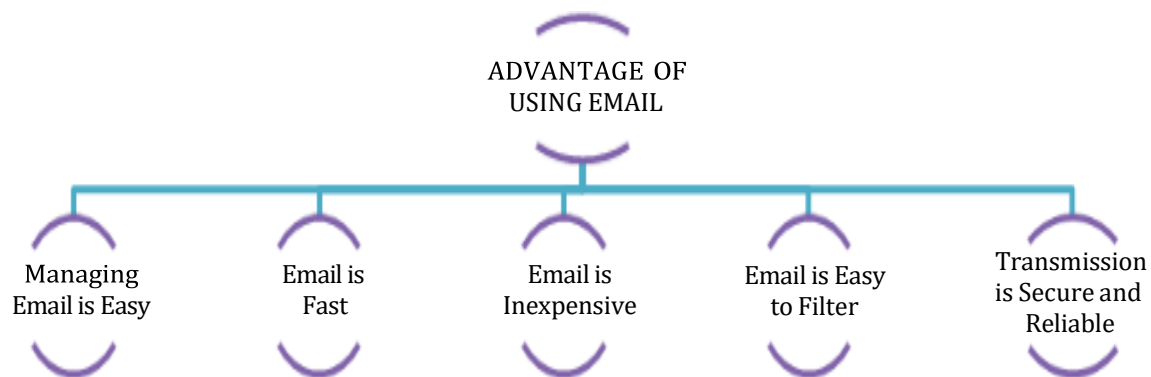 ADVANTAGE OF
USING EMAIL
Managing
Email is Easy
Email is
Fast
Email is
Inexpensive
Email is Easy
to Filter
Transmission
is Secure and
Reliable